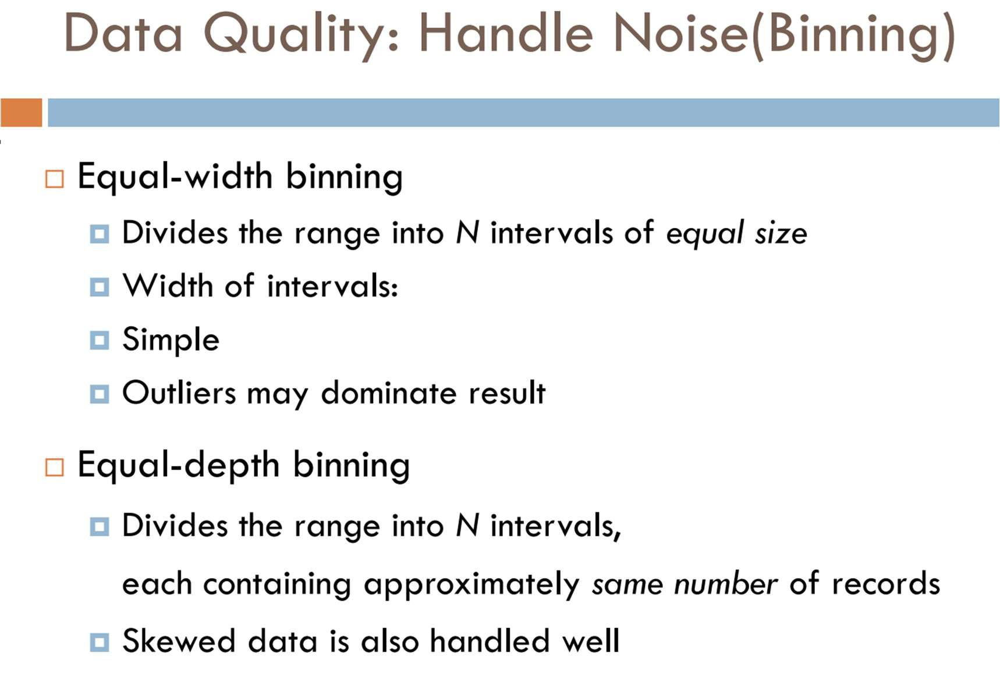 Data Quality: Handle Noise(Binning)
Equal-width binning
Divides the range into N intervals of equal size
Width of intervals:
Simple
Outliers may dominate result
Equal-depth binning
Divides the range into N intervals,
each containing approximately same number of records
Skewed data is also handled well